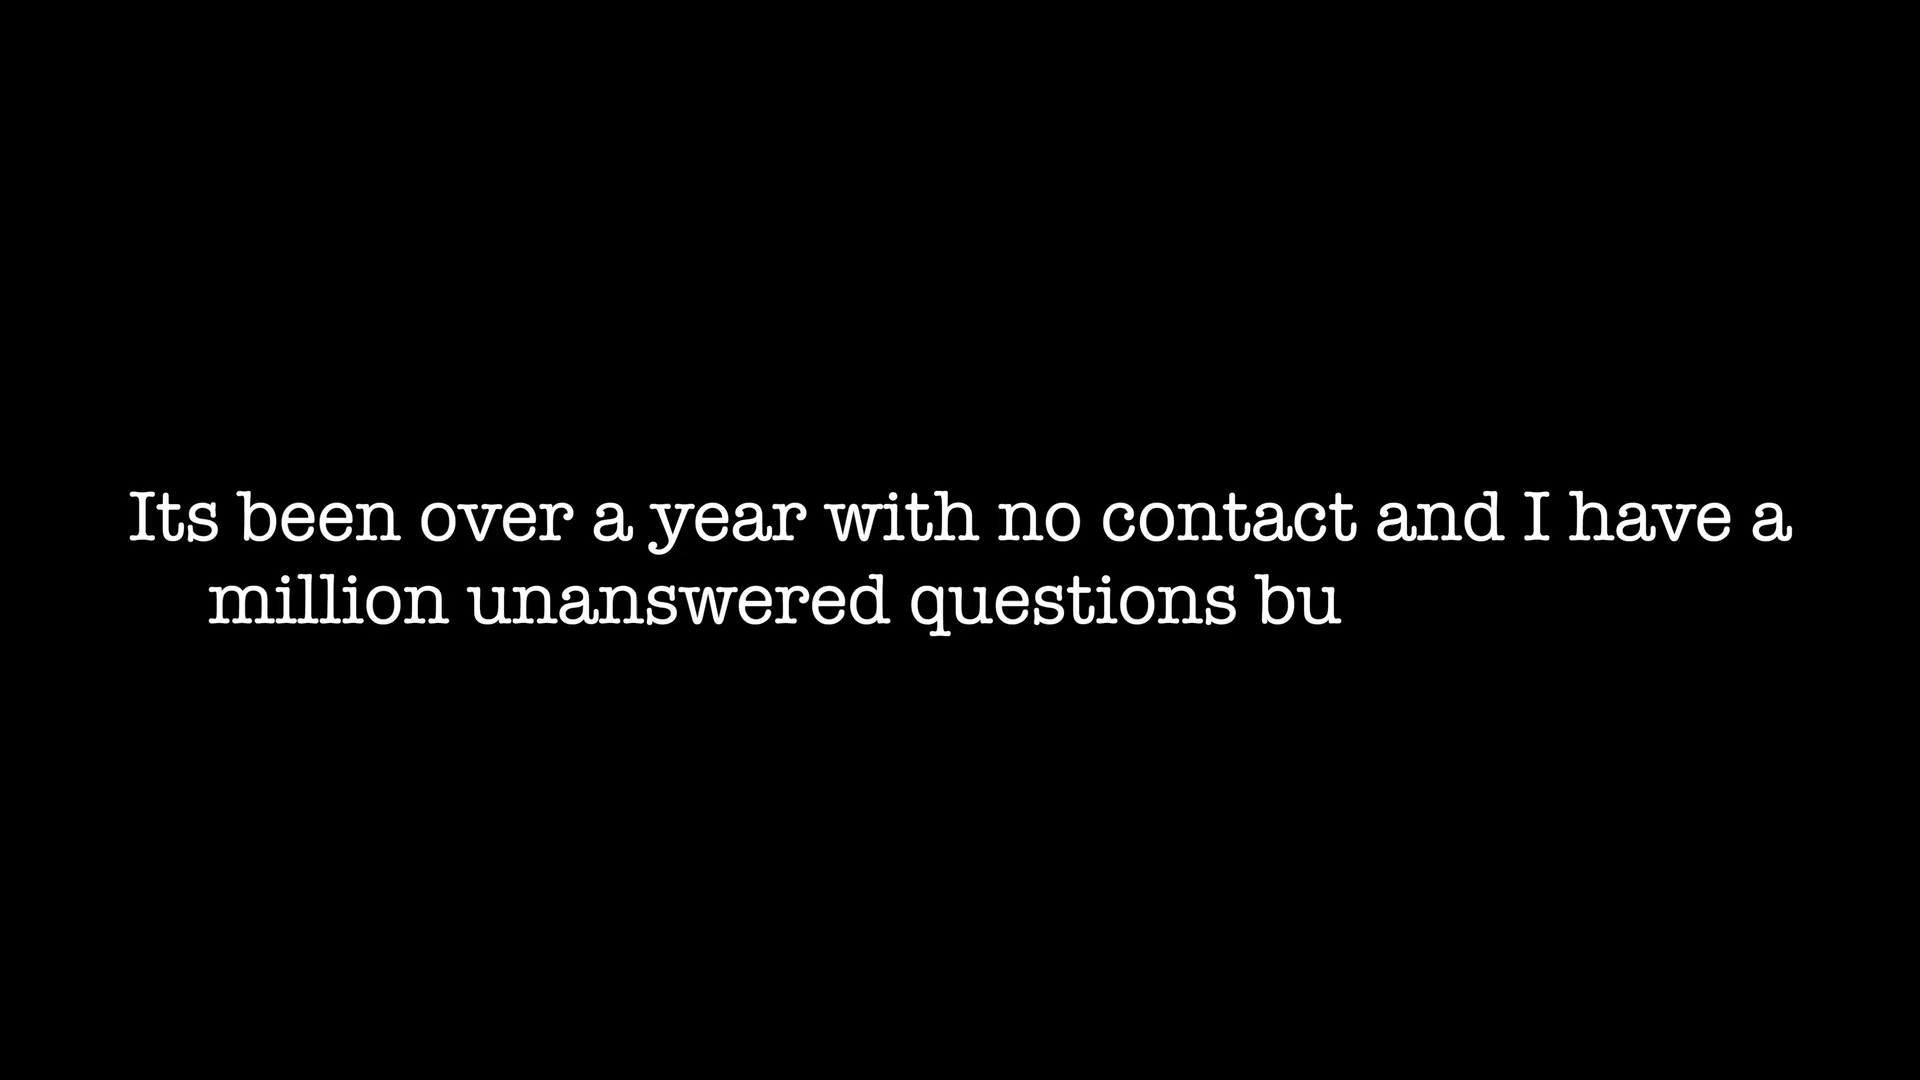 Its been over a year with no contact and I have a
million unanswered questions bu